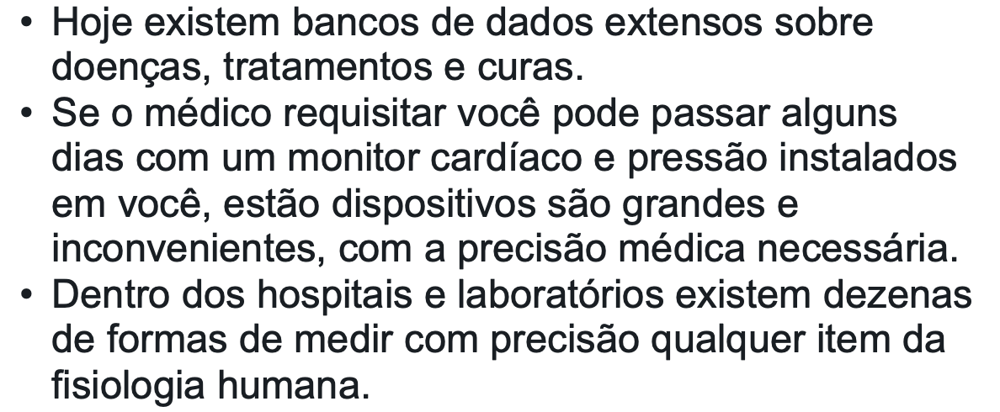 • Hoje existem bancos de dados extensos sobre
doenças, tratamentos e curas.
• Se o médico requisitar você pode passar alguns
dias com um monitor cardíaco e pressão instalados
em você, estão dispositivos são grandes e
inconvenientes, com a precisão médica necessária.
• Dentro dos hospitais e laboratórios existem dezenas
de formas de medir com precisão qualquer item da
fisiologia humana.